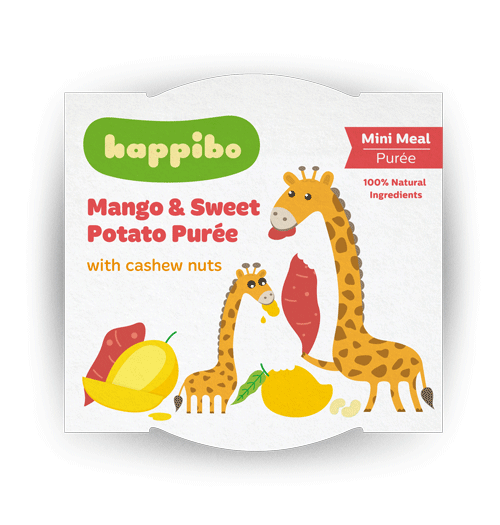 happibo
Mini Meal
Purée
100% Natural
Ingredients
Mango & Sweet
Potato Purée
with cashew nuts